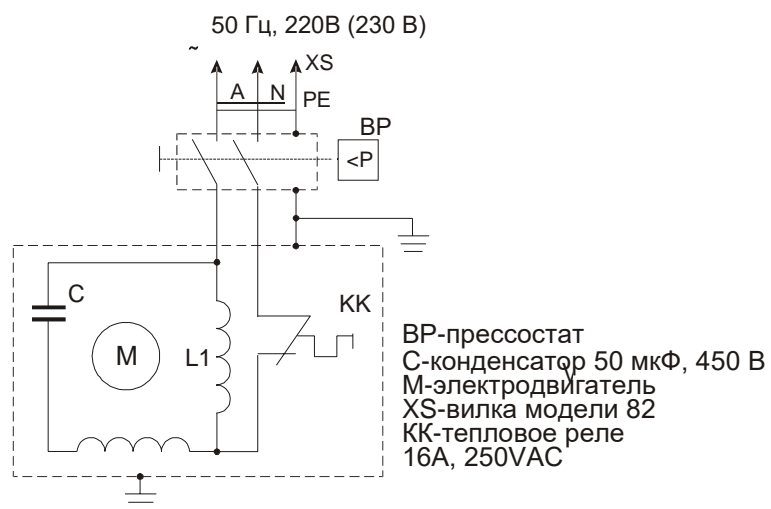 50 Гц, 220В (230 В)
~
XS
A N PE
BP
<P
C
KK
M L1
ВР-прессостат
С-конденсатор 50 мкФ, 450 В
М-электродвигатель
XS-вилка модели 82
КК-тепловое реле
16А, 250VAC